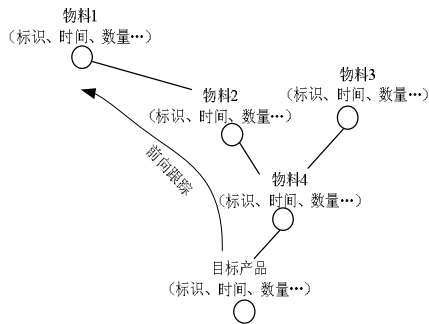 物料1
（标识、时间、数量…）
物料3
（标识、时间、数量…）
物料2
（标识、时间、数量…）
前向跟踪
物料4
（标识、时间、数量…）
目标产品
（标识、时间、数量…）